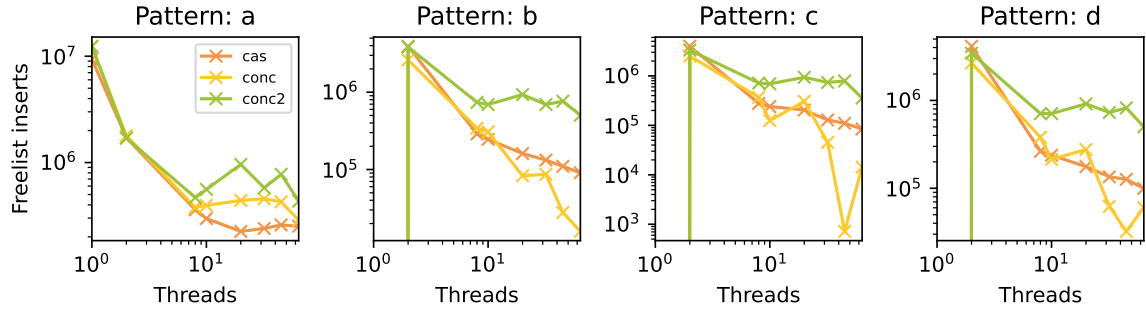 Pattern: a
Pattern: b
Pattern: c
Pattern: d
Freelist inserts
10^7
10^6
cas
conc
conc2
10^6
10^5
10^6
10^5
10^4
10^3
10^6
10^5
10^0
10^1
10^0
10^1
10^0
10^1
10^0
10^1
Threads
Threads
Threads
Threads